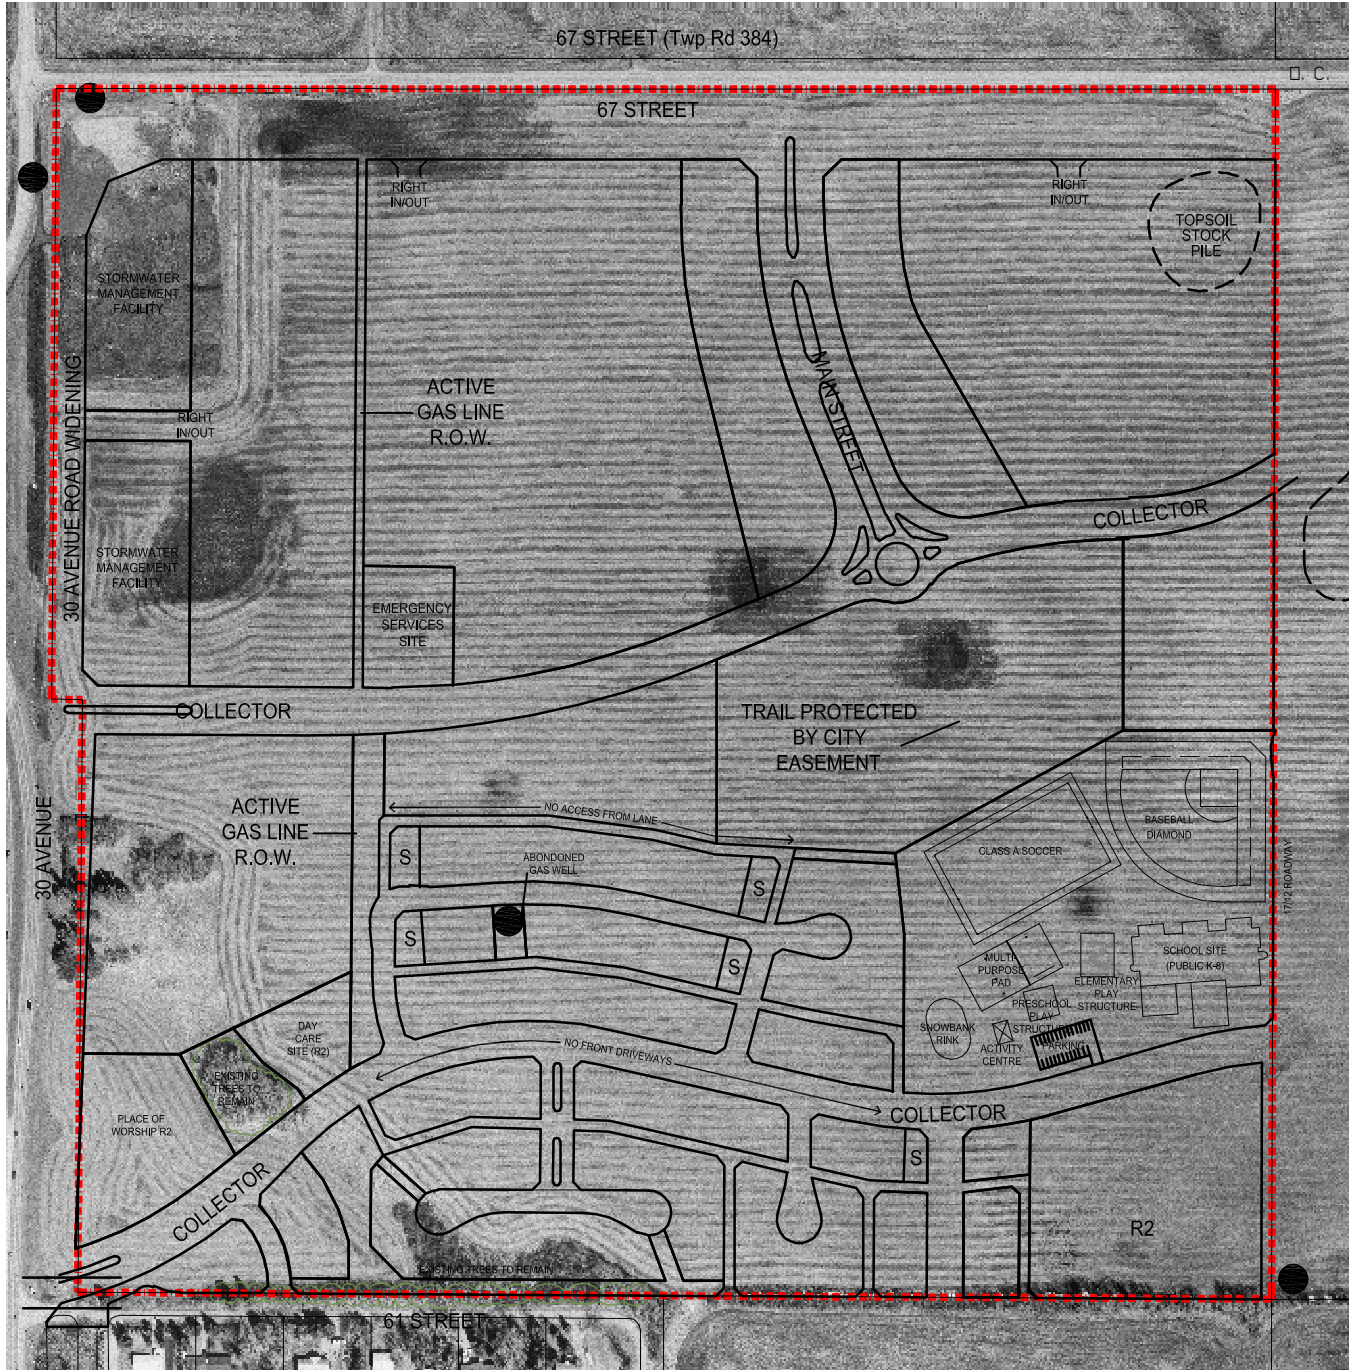 67 STREET (Twp Rd 384)
C.
67 STREET
RIGHT
IN/OUT
RIGHT
IN/OUT
TOPSOIL
STOCK
PILE
STORMWATER
MANAGEMENT
FACILITY
30 AVENUE ROAD WIDENING
ACTIVE
GAS LINE
R.O.W.
MAIN STREET
RIGHT
IN/OUT
COLLECTOR
STORMWATER
MANAGEMENT
FACILITY
EMERGENCY
SERVICES
SITE
COLLECTOR
TRAIL PROTECTED
BY CITY
EASEMENT
30 AVENUE
ACTIVE
GAS LINE
R.O.W.
NO ACCESS FROM LANE
BASEBALL
DIAMOND
S
ABONDONED
GAS WELL
CLASS A SOCCER
17/12 ROADWAY
S
S
S
SCHOOL SITE
(PUBLIC K-8)
MULTI-
PURPOSE
PAD
ELEMENTARY
PLAY
STRUCTURE
PRESCHOOL
PLAY
STRUCTURE
SNOWBANK
RINK
ACTIVITY
CENTRE
PARKING
DAY
CARE
SITE (R2)
NO FRONT DRIVEWAYS
EXISTING
TREES TO
REMAIN
COLLECTOR
PLACE OF
WORSHIP R2
S
COLLECTOR
R2
EXISTING TREES TO REMAIN
61 STREET